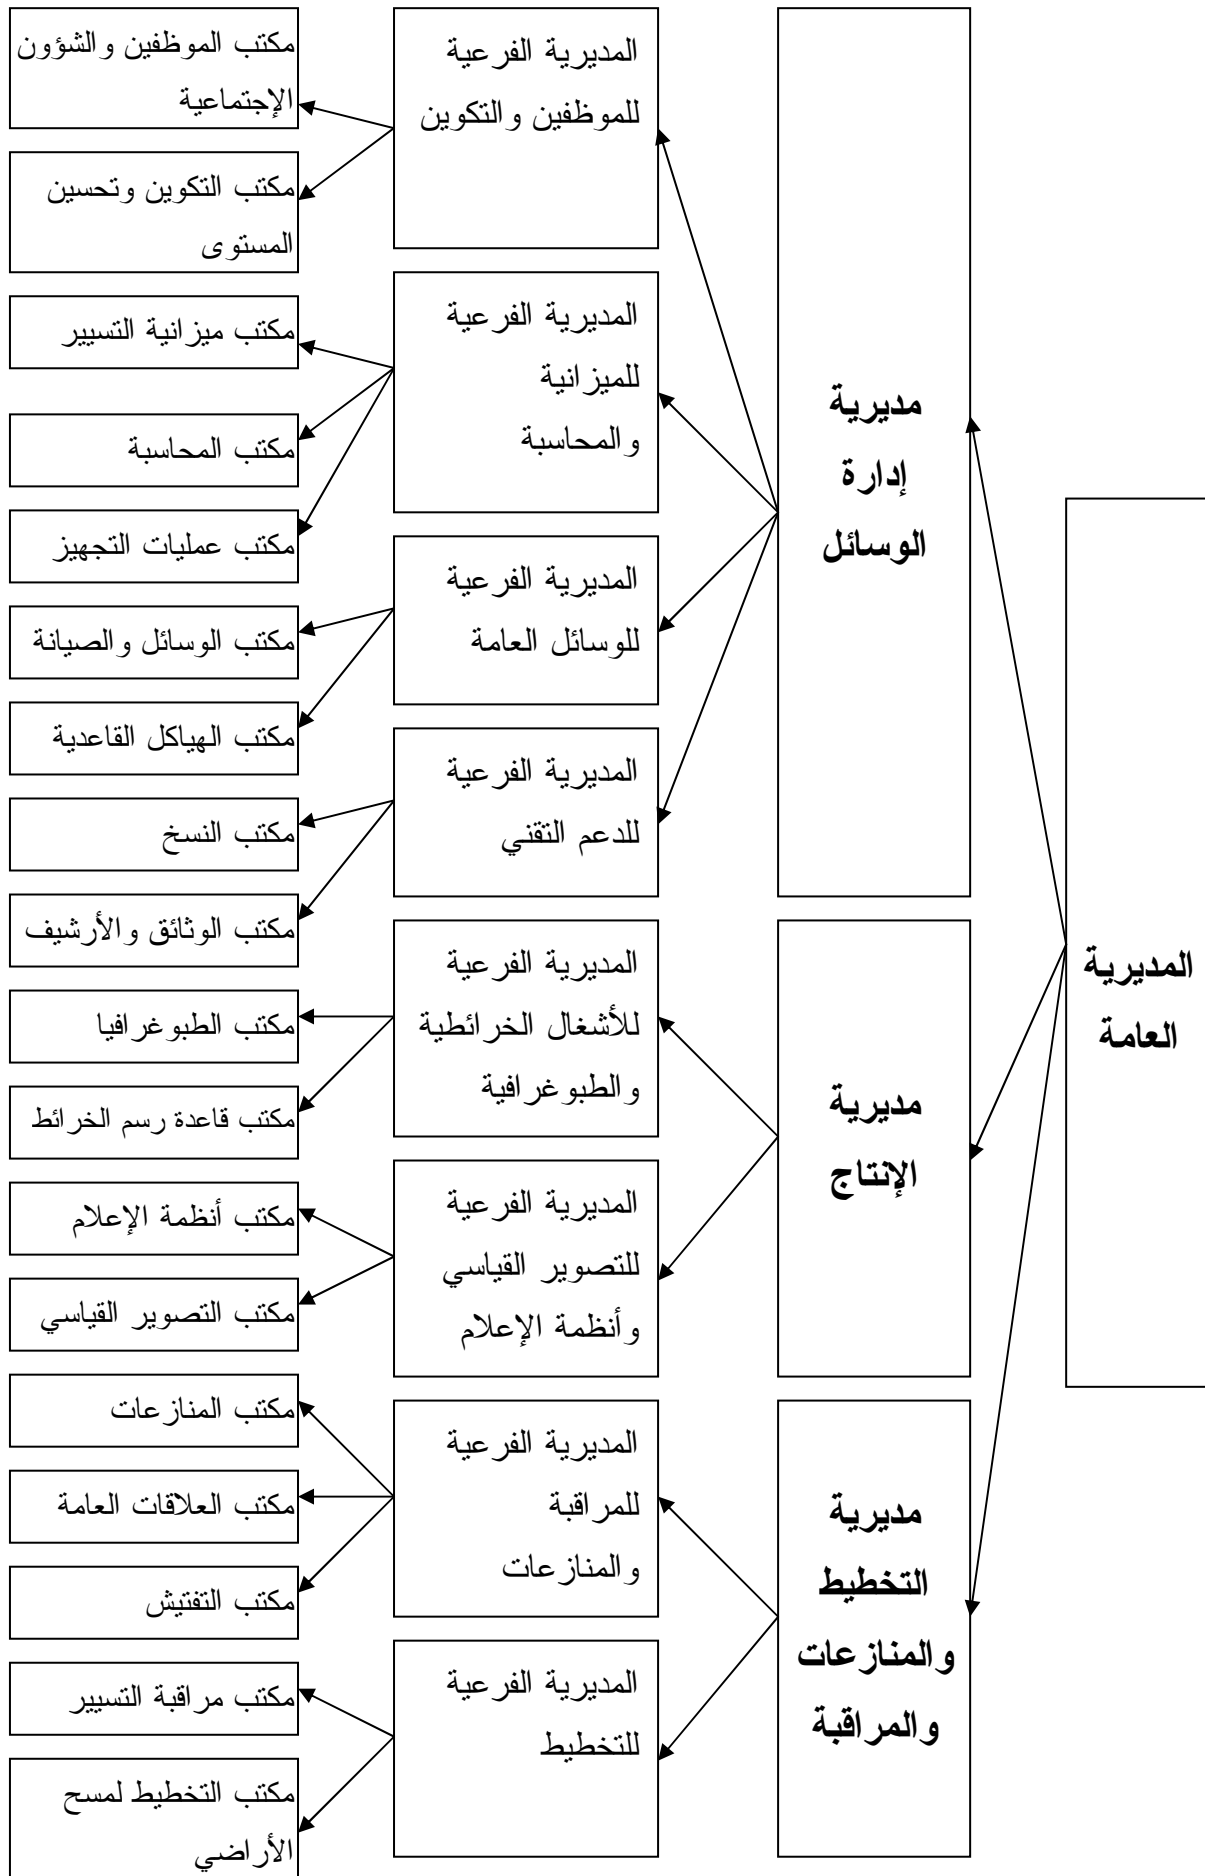 المديرية
العامة
مديرية
إدارة
الوسائل
المديرية الفرعية
للموظفين والتكوين
مكتب الموظفين والشؤون
الإجتماعية
مكتب التكوين وتحسين
المستوى
المديرية الفرعية
للميزانية
والمحاسبة
مكتب ميزانية التسيير
مكتب المحاسبة
مكتب عمليات التجهيز
المديرية الفرعية
للوسائل العامة
مكتب الوسائل والصيانة
مكتب الهياكل القاعدية
المديرية الفرعية
للدعم التقني
مكتب النسخ
مكتب الوثائق والأرشيف
مديرية
الإنتاج
المديرية الفرعية
للأشغال الخرائطية
والطبوغرافية
مكتب الطبوغرافيا
مكتب قاعدة رسم الخرائط
المديرية الفرعية
للتصوير القياسي
وأنظمة الإعلام
مكتب أنظمة الإعلام
مكتب التصوير القياسي
مديرية
التخطيط
والمنازعات
والمراقبة
المديرية الفرعية
للمراقبة
والمنازعات
مكتب المنازعات
مكتب العلاقات العامة
مكتب التفتيش
المديرية الفرعية
للتخطيط
مكتب مراقبة التسيير
مكتب التخطيط لمسح
الأراضي